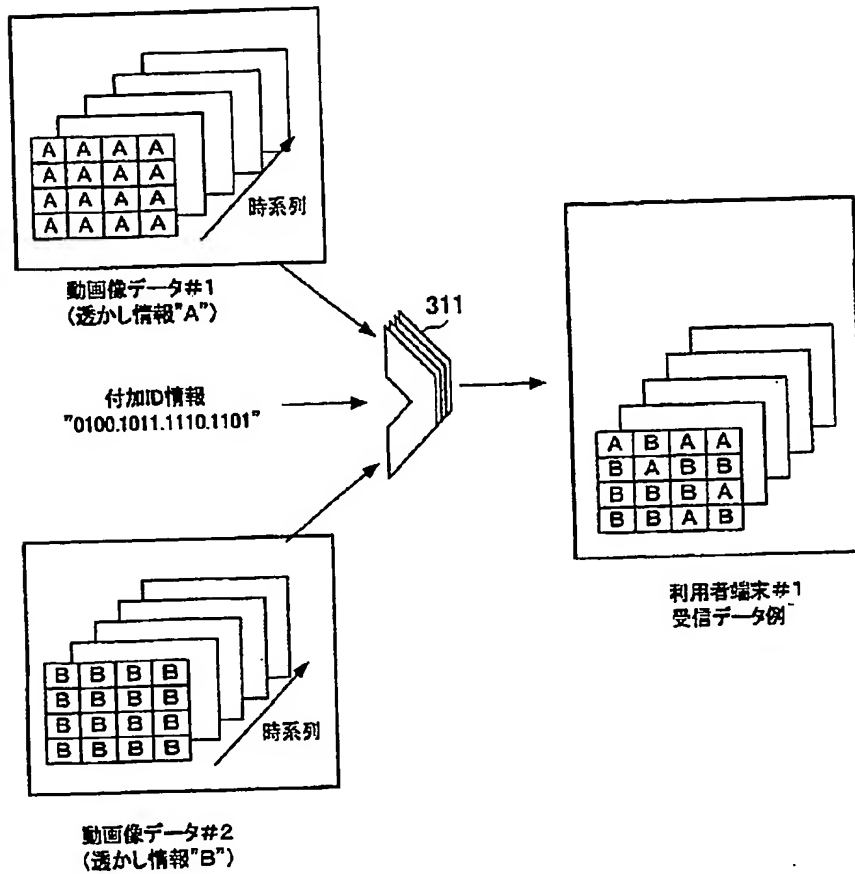 A A A A
A A A A
A A A A
A A A A
時系列
動画像データ#1
(透かし情報"A")
311
付加ID情報
"0100.1011.1110.1101"
A B A A
B A B B
B B B A
B B A B
利用者端末#1
受信データ例
B B B B
B B B B
B B B B
B B B B
時系列
動画像データ#2
(透かし情報"B")